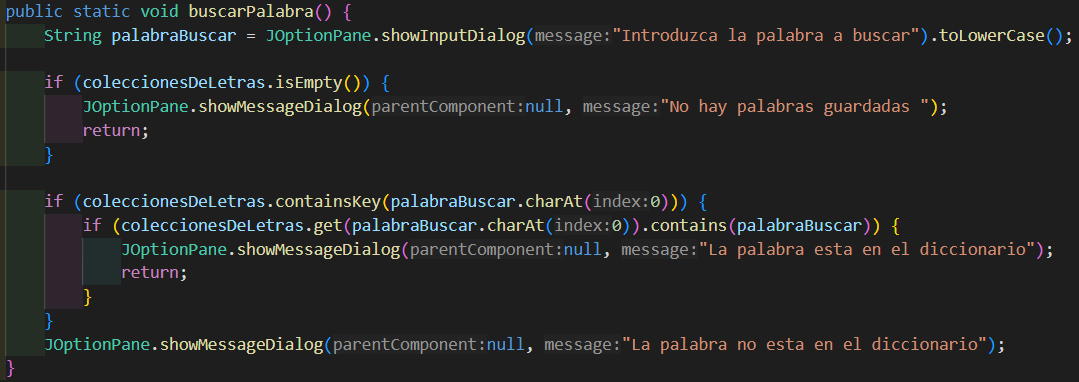 public static void buscarPalabra() {
String palabraBuscar = JOptionPane.showInputDialog(message:"Introduzca la palabra a buscar").toLowerCase();
if (coleccionesDeLetras.isEmpty()) {
JOptionPane.showMessageDialog(parentComponent:null, message:"No hay palabras guardadas ");
return;
}
if (coleccionesDeLetras.containsKey(palabraBuscar.charAt(index:0))) {
if (coleccionesDeLetras.get(palabraBuscar.charAt(index:0)).contains(palabraBuscar)) {
JOptionPane.showMessageDialog(parentComponent:null, message:"La palabra esta en el diccionario");
return;
}
}
JOptionPane.showMessageDialog(parentComponent:null, message:"La palabra no esta en el diccionario");
}